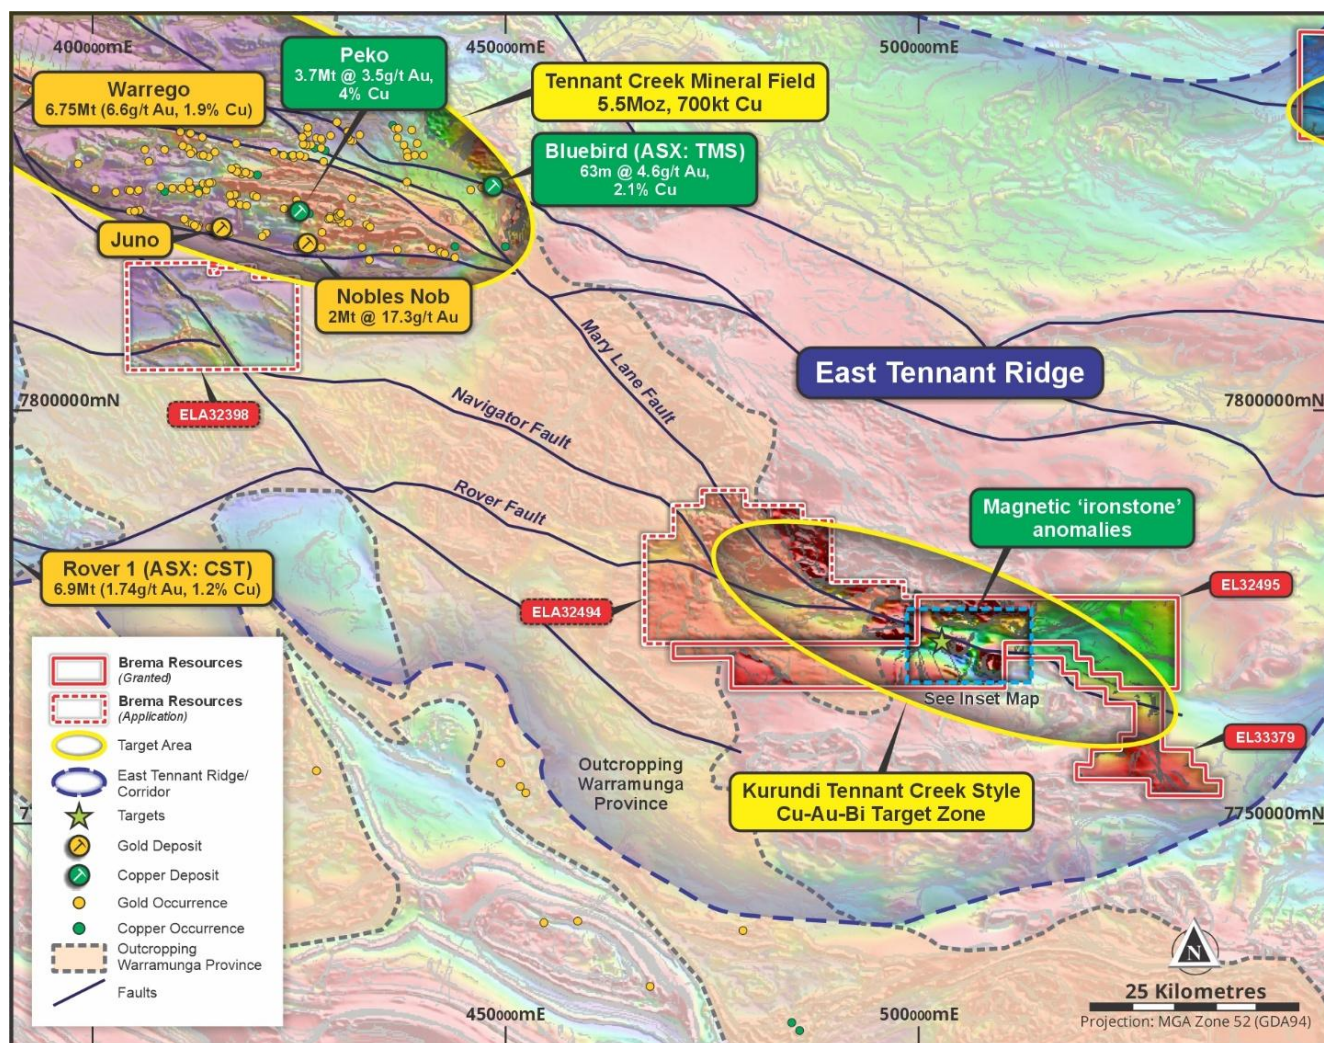 400000mE
450000mE
500000mE
Peko
3.7Mt @ 3.5g/t Au,
4% Cu
Warrego
6.75Mt (6.6g/t Au, 1.9% Cu)
Tennant Creek Mineral Field
5.5Moz, 700kt Cu
Bluebird (ASX: TMS)
63m @ 4.6g/t Au,
2.1% Cu
Juno
Nobles Nob
2Mt @ 17.3g/t Au
Mary Lane Fault
East Tennant Ridge
7800000mN
7800000mN
ELA32398
Navigator Fault
Rover Fault
Magnetic ‘ironstone’
anomalies
Rover 1 (ASX: CST)
6.9Mt (1.74g/t Au, 1.2% Cu)
ELA32494
EL32495
See Inset Map
EL33379
Outcropping
Warramunga
Province
Kurundi Tennant Creek Style
Cu-Au-Bi Target Zone
7750000mN
Brema Resources
(Granted)
Brema Resources
(Application)
Target Area
East Tennant Ridge/
Corridor
Targets
Gold Deposit
Copper Deposit
Gold Occurrence
Copper Occurrence
Outcropping
Warramunga Province
Faults
N
25 Kilometres
Projection: MGA Zone 52 (GDA94)
450000mE
500000mE